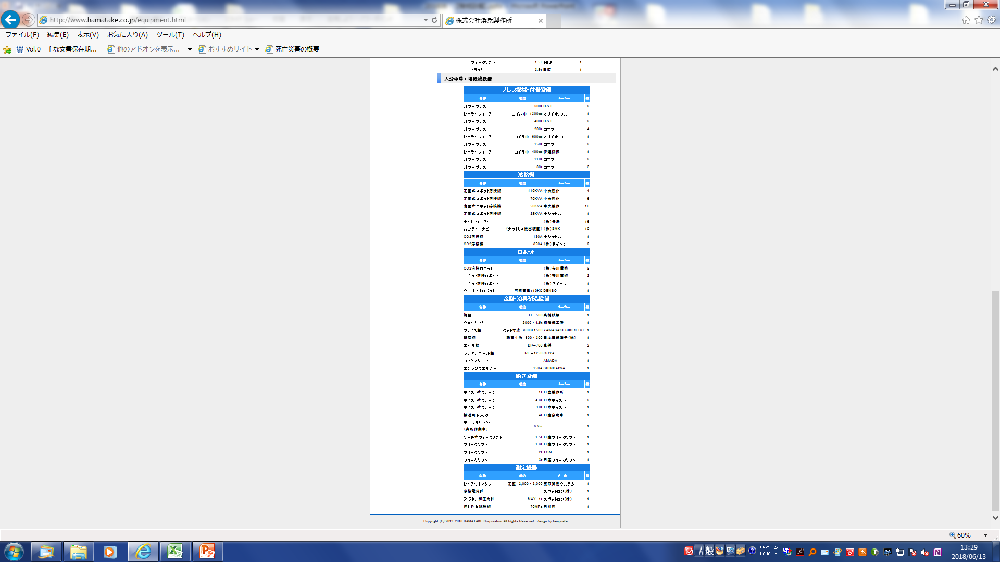 http://www.hamatake.co.jp/equipment.html
株式会社浜岳製作所
ファイル(F) 編集(E) 表示(V) お気に入り(A) ツール(T) ヘルプ(H)
Vol.0 主な文書保存期... 他のアドオンを表示... おすすめサイト 死亡災害の概要
フォークリフト 1.5t トヨタ 1
トラック 3.5t 日産 1
大分中津工場機械設備
プレス機械・付帯設備
名称 能力 メーカー 数
パワープレス 600t H&F 2
レベラーフィーダー コイル巾 1300mm オリイメックス 1
パワープレス 400t H&F 2
パワープレス 200t コマツ 4
レベラーフィーダー コイル巾 600mm オリイメックス 1
パワープレス 150t コマツ 2
レベラーフィーダー コイル巾 400mm 伊達機械 1
パワープレス 110t コマツ 2
パワープレス 80t コマツ 3
溶接機
名称 能力 メーカー 数
定置式スポット溶接機 110KVA 中央製作 4
定置式スポット溶接機 70KVA 中央製作 6
定置式スポット溶接機 50KVA 中央製作 10
定置式スポット溶接機 35KVA ナショナル 1
ナットフィーダー (株)矢島 16
ハンディーナビ (ナットミス検出装置) (株)SMK 10
CO2溶接機 180A ナショナル 1
CO2溶接機 350A (株)ダイヘン 2
ロボット
名称 能力 メーカー 数
CO2溶接ロボット (株)安川電機 3
スポット溶接ロボット (株)安川電機 3
スポット溶接ロボット (株)ダイヘン 1
シーリングロボット 可搬質量:10KG DENSO 1
金型・治具製造設備
名称 能力 メーカー 数
旋盤 TL-500 高橋鉄鋼 1
シャーリング 2000×4.5t 相澤機工所 1
フライス盤 ベッド寸法 300×1500 YAMASAKI GIKEN CO 1
研磨機 砥石寸法 600×300 日本連続端子(株) 1
ボール盤 DP-700 高儀 2
ラジアルボール盤 RE-1250 OOYA 1
コンタマシーン AMADA 1
エンジンウエルダー 150A SHINDAIWA 1
輸送設備
名称 能力 メーカー 数
ホイスト式クレーン 1t 日立製作所 1
ホイスト式クレーン 4.8t 日本ホイスト 2
ホイスト式クレーン 10t 日本ホイスト 1
輸送用トラック 4t 日産自動車 1
テーブルリフター
(高所作業車) 6.2m 1
リーチ式フォークリフト 1.5t 日産フォークリフト 1
フォークリフト 1.8t 日産フォークリフト 1
フォークリフト 2t TCM 1
フォークリフト 3t 日産フォークリフト 1
測定機器
名称 能力 メーカー 数
レイアウトマシン 定盤 2,000×3,000 東京貿易システム 1
溶接電流計 スポットロン(株) 1
デジタル加圧力計 MAX 1t スポットロン(株) 1
押し込み試験機 70MPa 自社製 1
Copyright (C) 2012-2018 HAMATAKE Corporation All Rights Reserved. design by tempnate
60%
A 般 CAPS KANA
13:29
2018/06/13